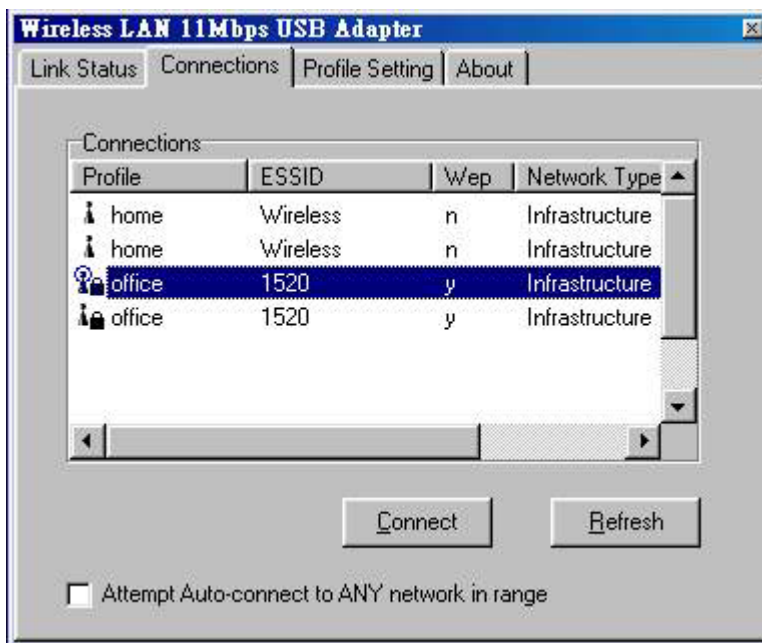 Wireless LAN 11Mbps USB Adapter
Link Status Connections Profile Setting About
Connections
Profile ESSID Wep Network Type
home Wireless n Infrastructure
home Wireless n Infrastructure
office 1520 y Infrastructure
office 1520 y Infrastructure
Connect Refresh
Attempt Auto-connect to ANY network in range